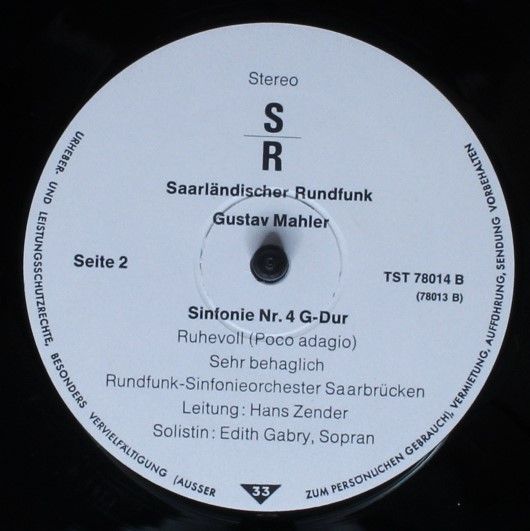 Stereo
S
R
Saarländischer Rundfunk
Gustav Mahler
Seite 2
TST 78014 B
(78013 B)
Sinfonie Nr. 4 G-Dur
Ruhevoll (Poco adagio)
Sehr behaglich
Rundfunk-Sinfonieorchester Saarbrücken
Leitung: Hans Zender
Solistin: Edith Gabry, Sopran
33
URHEBER- UND LEISTUNGSSCHUTZRECHTE, BESONDERS VERVIELFÄLTIGUNG (AUSSER ZUM PERSÖNLICHEN GEBRAUCH), VERMIETUNG, AUFFÜHRUNG, SENDUNG VORBEHALTEN